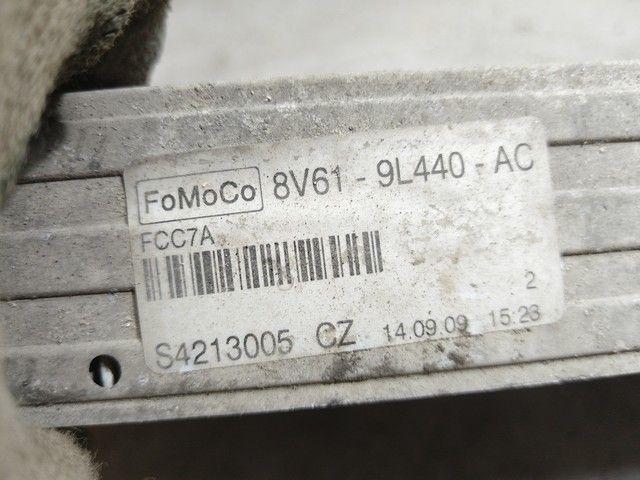 FoMoCo 8V61 - 9L440 - AC
FCC7A
2
S4213005 CZ 14.09.09 15:23